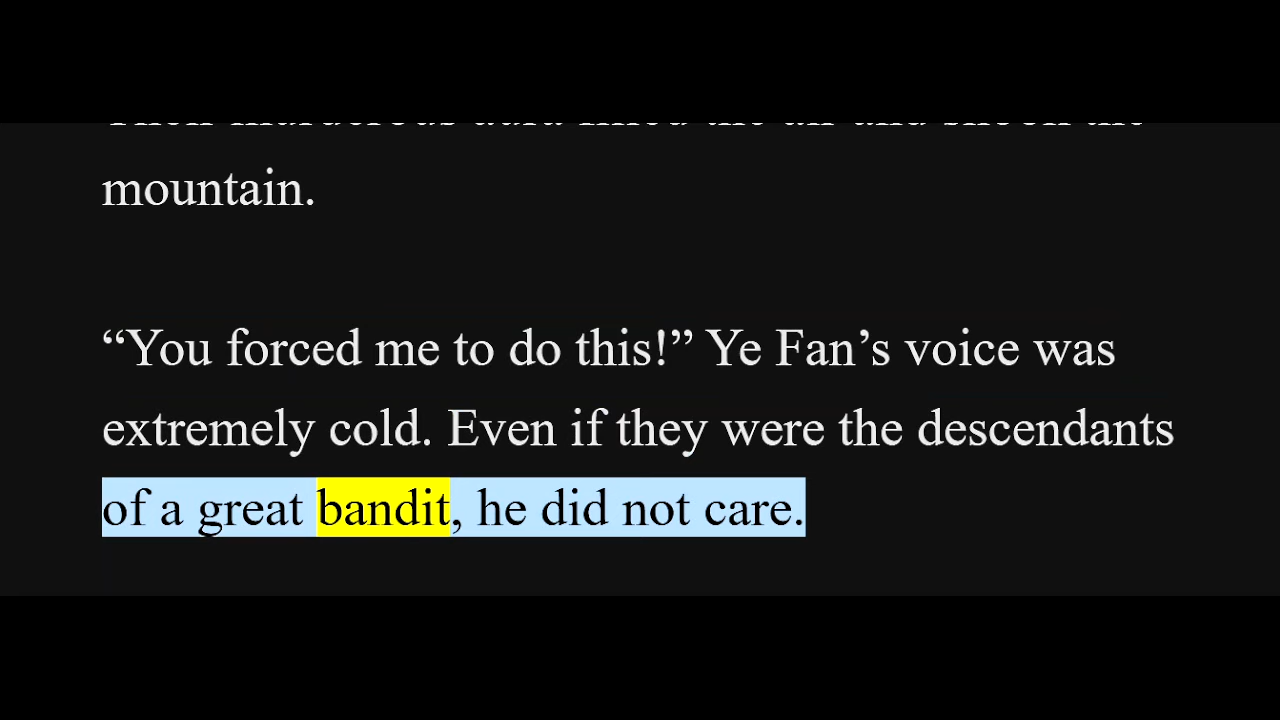 mountain.
“You forced me to do this!” Ye Fan’s voice was
extremely cold. Even if they were the descendants
of a great bandit, he did not care.